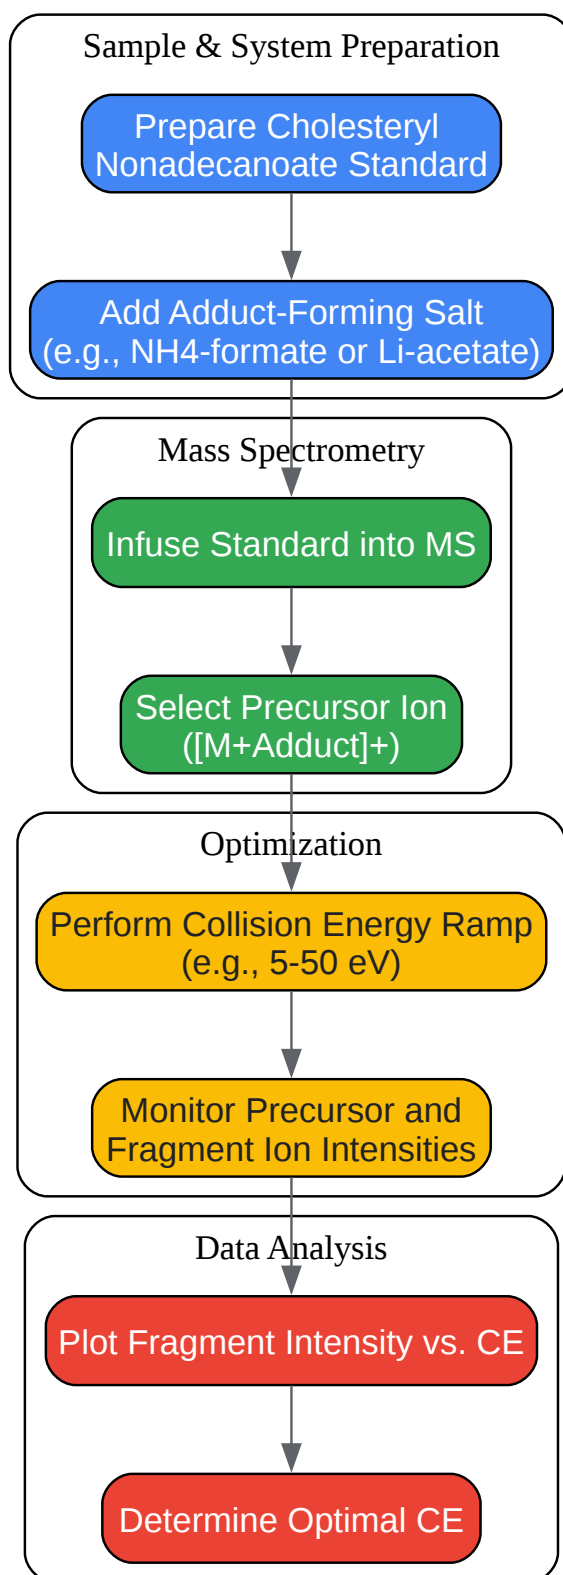 Sample & System Preparation
Prepare Cholesteryl
Nonadecanoate Standard
Add Adduct-Forming Salt
(e.g., NH4-formate or Li-acetate)
Mass Spectrometry
Infuse Standard into MS
Select Precursor Ion
([M+Adduct]+)
Optimization
Perform Collision Energy Ramp
(e.g., 5-50 eV)
Monitor Precursor and
Fragment Ion Intensities
Data Analysis
Plot Fragment Intensity vs. CE
Determine Optimal CE